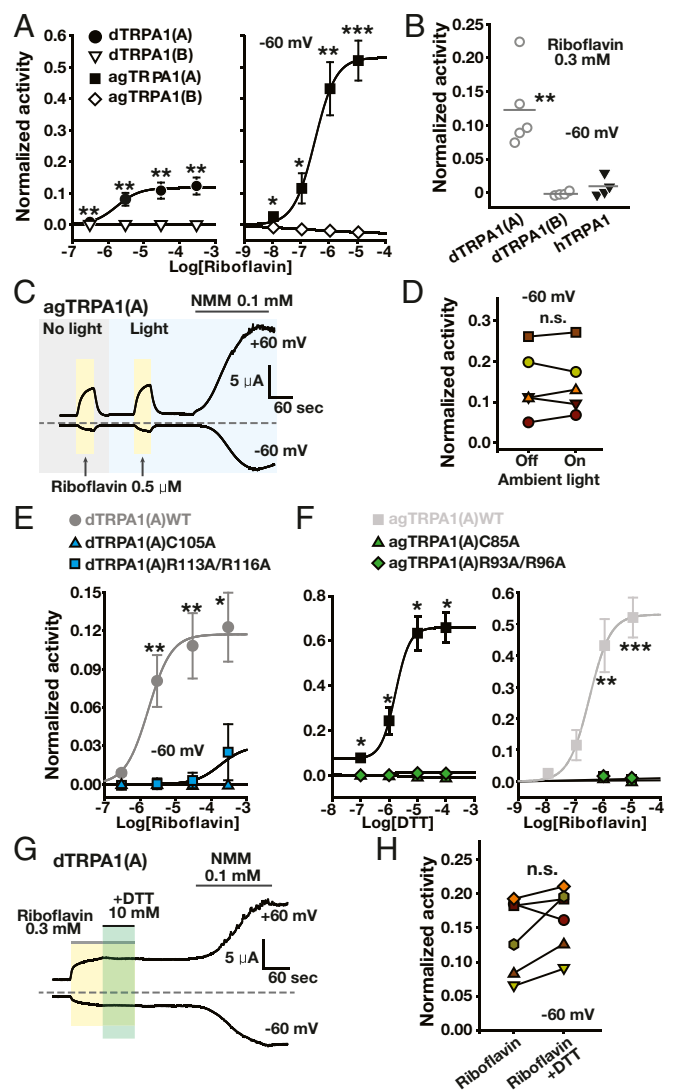 A
dTRPA1(A)
dTRPA1(B)
agTRPA1(A)
agTRPA1(B)
-60 mV
** ** ** **
* * ** ***
Normalized activity
0.6
0.5
0.4
0.3
0.2
0.1
0.0
-7 -6 -5 -4 -3
-9 -8 -7 -6 -5 -4
Log[Riboflavin]
B
Riboflavin
0.3 mM
**
-60 mV
Normalized activity
0.25
0.20
0.15
0.10
0.05
0
dTRPA1(A)
dTRPA1(B)
hTRPA1
C
agTRPA1(A)
NMM 0.1 mM
No light
Light
+60 mV
5 µA
60 sec
-60 mV
Riboflavin 0.5 µM
D
-60 mV
n.s.
Normalized activity
0.3
0.2
0.1
0.0
Off On
Ambient light
E
dTRPA1(A)WT
dTRPA1(A)C105A
dTRPA1(A)R113A/R116A
Normalized activity
0.15
0.12
0.09
0.06
0.03
0.00
** ** *
-60 mV
-7 -6 -5 -4 -3
Log[Riboflavin]
F
agTRPA1(A)WT
agTRPA1(A)C85A
agTRPA1(A)R93A/R96A
0.8
0.6
0.4
0.2
0.0
* * * *
-8 -7 -6 -5 -4 -3
Log[DTT]
0.6
0.5
0.4
0.3
0.2
0.1
0.0
***
**
-9 -8 -7 -6 -5 -4
Log[Riboflavin]
G
dTRPA1(A)
NMM
0.1 mM
+DTT
10 mM
Riboflavin
0.3 mM
+60 mV
5 µA
60 sec
-60 mV
H
n.s.
Normalized activity
0.25
0.20
0.15
0.10
0.05
0.00
-60 mV
Riboflavin
Riboflavin
+DTT